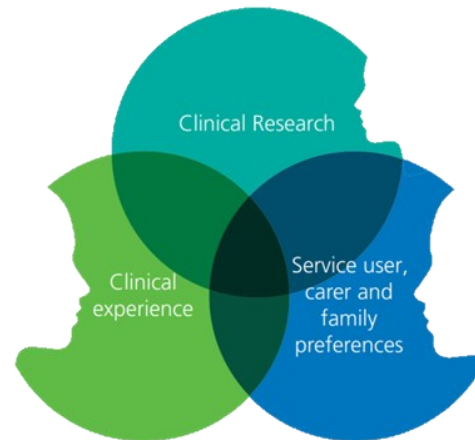 Clinical Research
Clinical
experience
Service user,
carer and
family
preferences